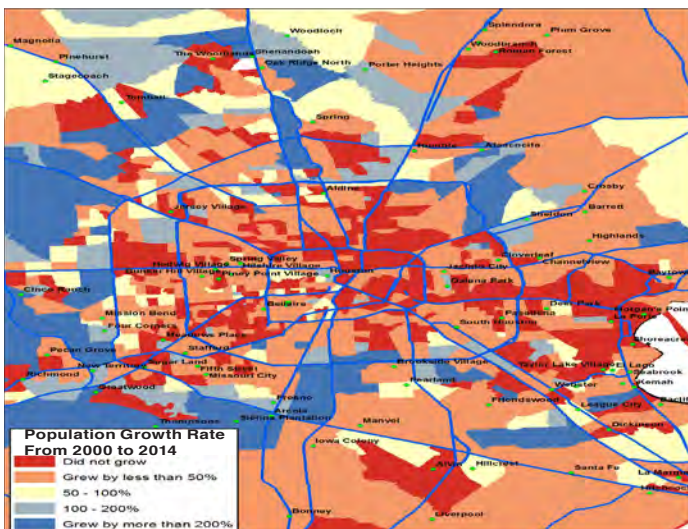 Woodloch
Splendora
Plum Grove
Magnolia
Pinehurst
The Woodlands
Shenandoah
Oak Ridge North
Woodbranch
Roman Forest
Porter Heights
Stagecoach
Tomball
Spring
Humble
Atascocita
Aldine
Crosby
Jersey Village
Sheldon
Barrett
Highlands
Spring Valley
Hedwig Village
Hilshire Village
Bunker Hill Village
Piney Point Village
Houston
Cloverleaf
Channelview
Jacinto City
Galena Park
Baytown
Cinco Ranch
Bellaire
Mission Bend
Four Corners
Meadows Place
Deer Park
Morgan's Point
La Porte
Pasadena
South Houston
Shoreacres
Pecan Grove
Stafford
New Territory
Sugar Land
Fifth Street
Missouri City
Brookside Village
Taylor Lake Village
El Lago
Seabrook
Richmond
Greatwood
Pearland
Webster
Kemah
Fresno
Friendswood
League City
Bacliff
Arcola
Thompsons
Sienna Plantation
Manvel
Dickinson
Iowa Colony
Alvin
Hillcrest
Santa Fe
La Marque
Hitchcock
Bonney
Liverpool
Population Growth Rate
From 2000 to 2014
Did not grow
Grew by less than 50%
50 - 100%
100 - 200%
Grew by more than 200%